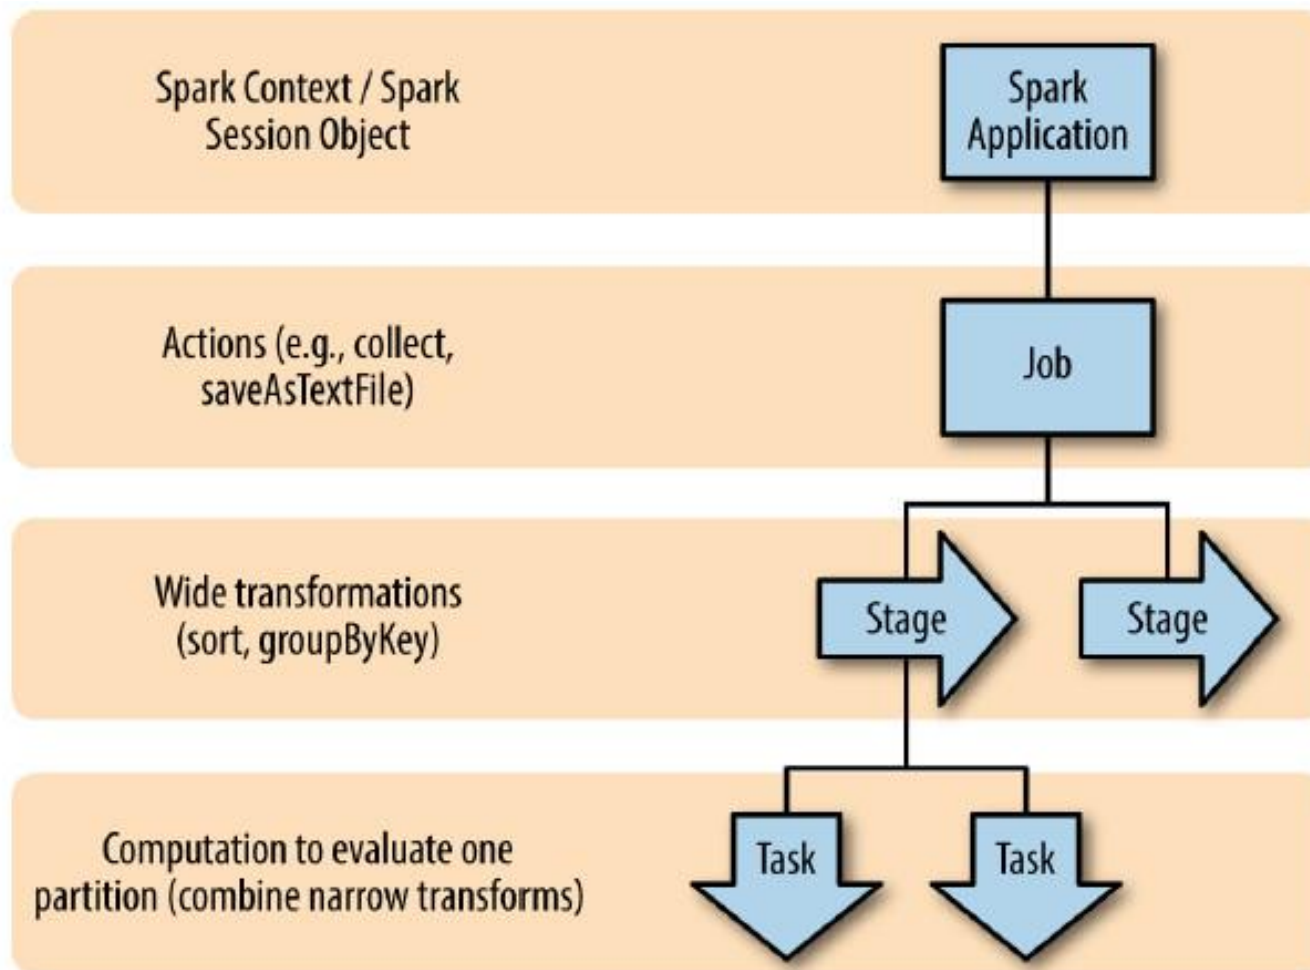 Spark Context / Spark
Session Object
Spark
Application
Actions (e.g., collect,
saveAsTextFile)
Job
Wide transformations
(sort, groupByKey)
Stage
Stage
Computation to evaluate one
partition (combine narrow transforms)
Task
Task